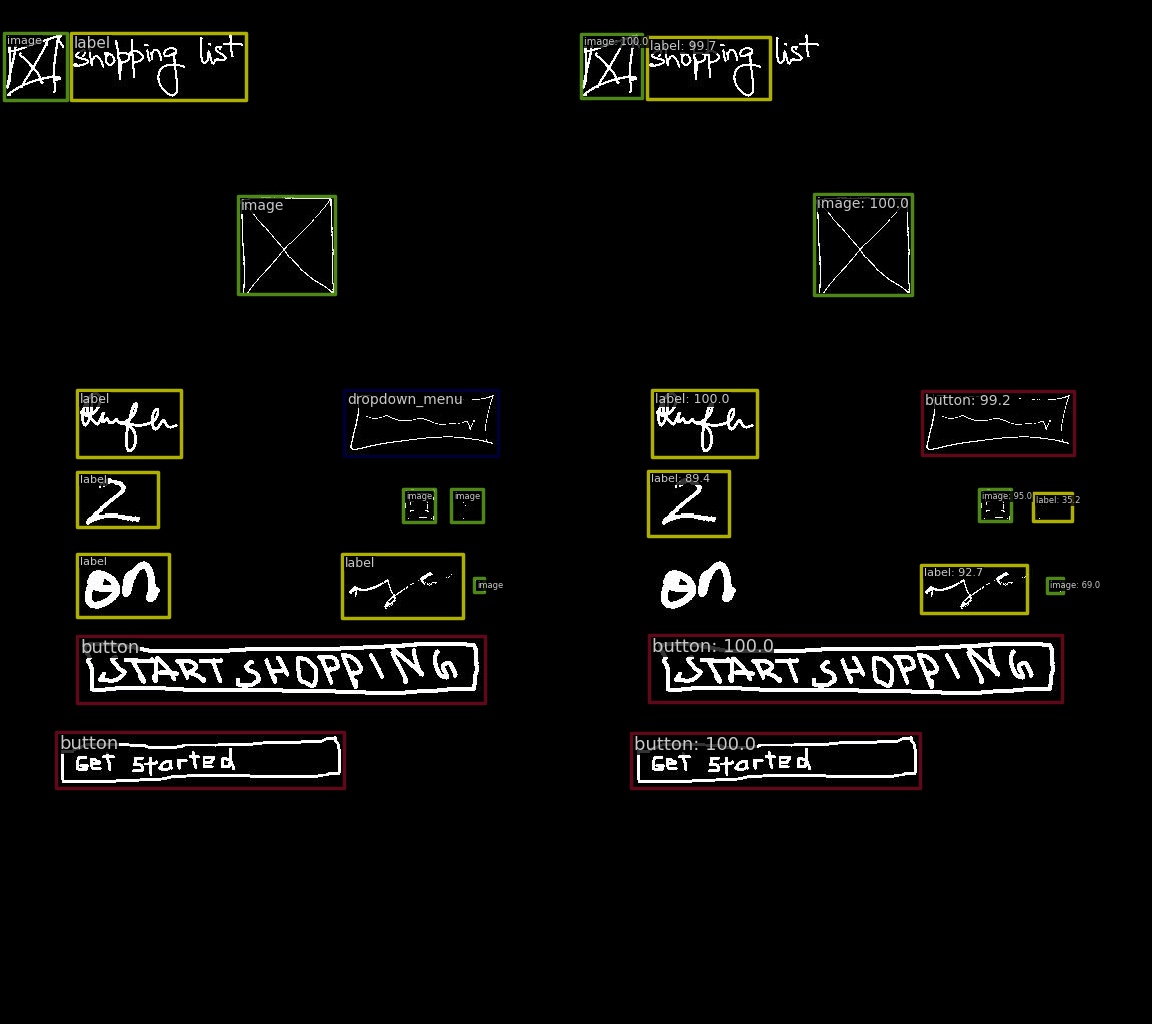 image label
shopping list
image
label dropdown_menu
label image image
2
label label image
on
button
START SHOPPING
button
GeT Started
image: 100.0 label: 99.7
shopping list
image: 100.0
label: 100.0 button: 99.2
label: 89.4 image: 95.0 label: 35.2
2
label: 92.7 image: 69.0
on
button: 100.0
START SHOPPING
button: 100.0
GeT Started